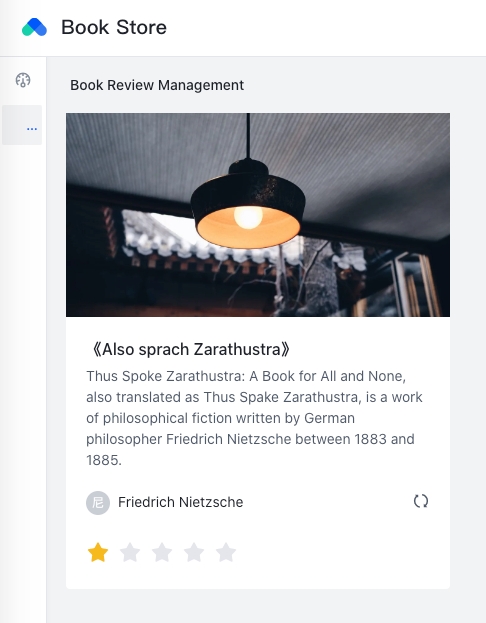 Book Store
...
Book Review Management
《Also sprach Zarathustra》
Thus Spoke Zarathustra: A Book for All and None,
also translated as Thus Spake Zarathustra, is a work
of philosophical fiction written by German
philosopher Friedrich Nietzsche between 1883 and
1885.
尼 Friedrich Nietzsche